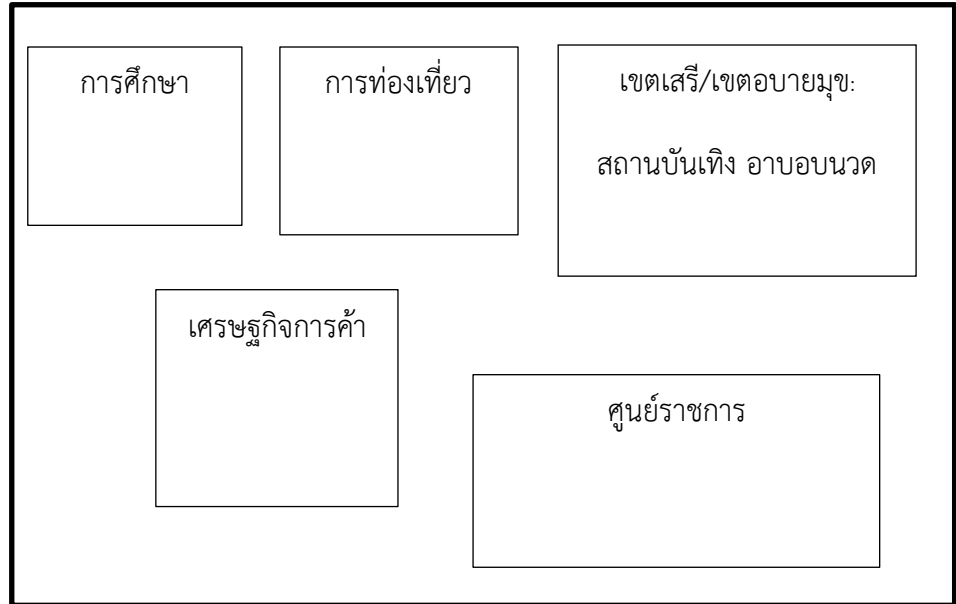 การศึกษา
การท่องเที่ยว
เขตเสรี/เขตอบายมุข:
สถานบันเทิง อาบอบนวด
เศรษฐกิจการค้า
ศูนย์ราชการ